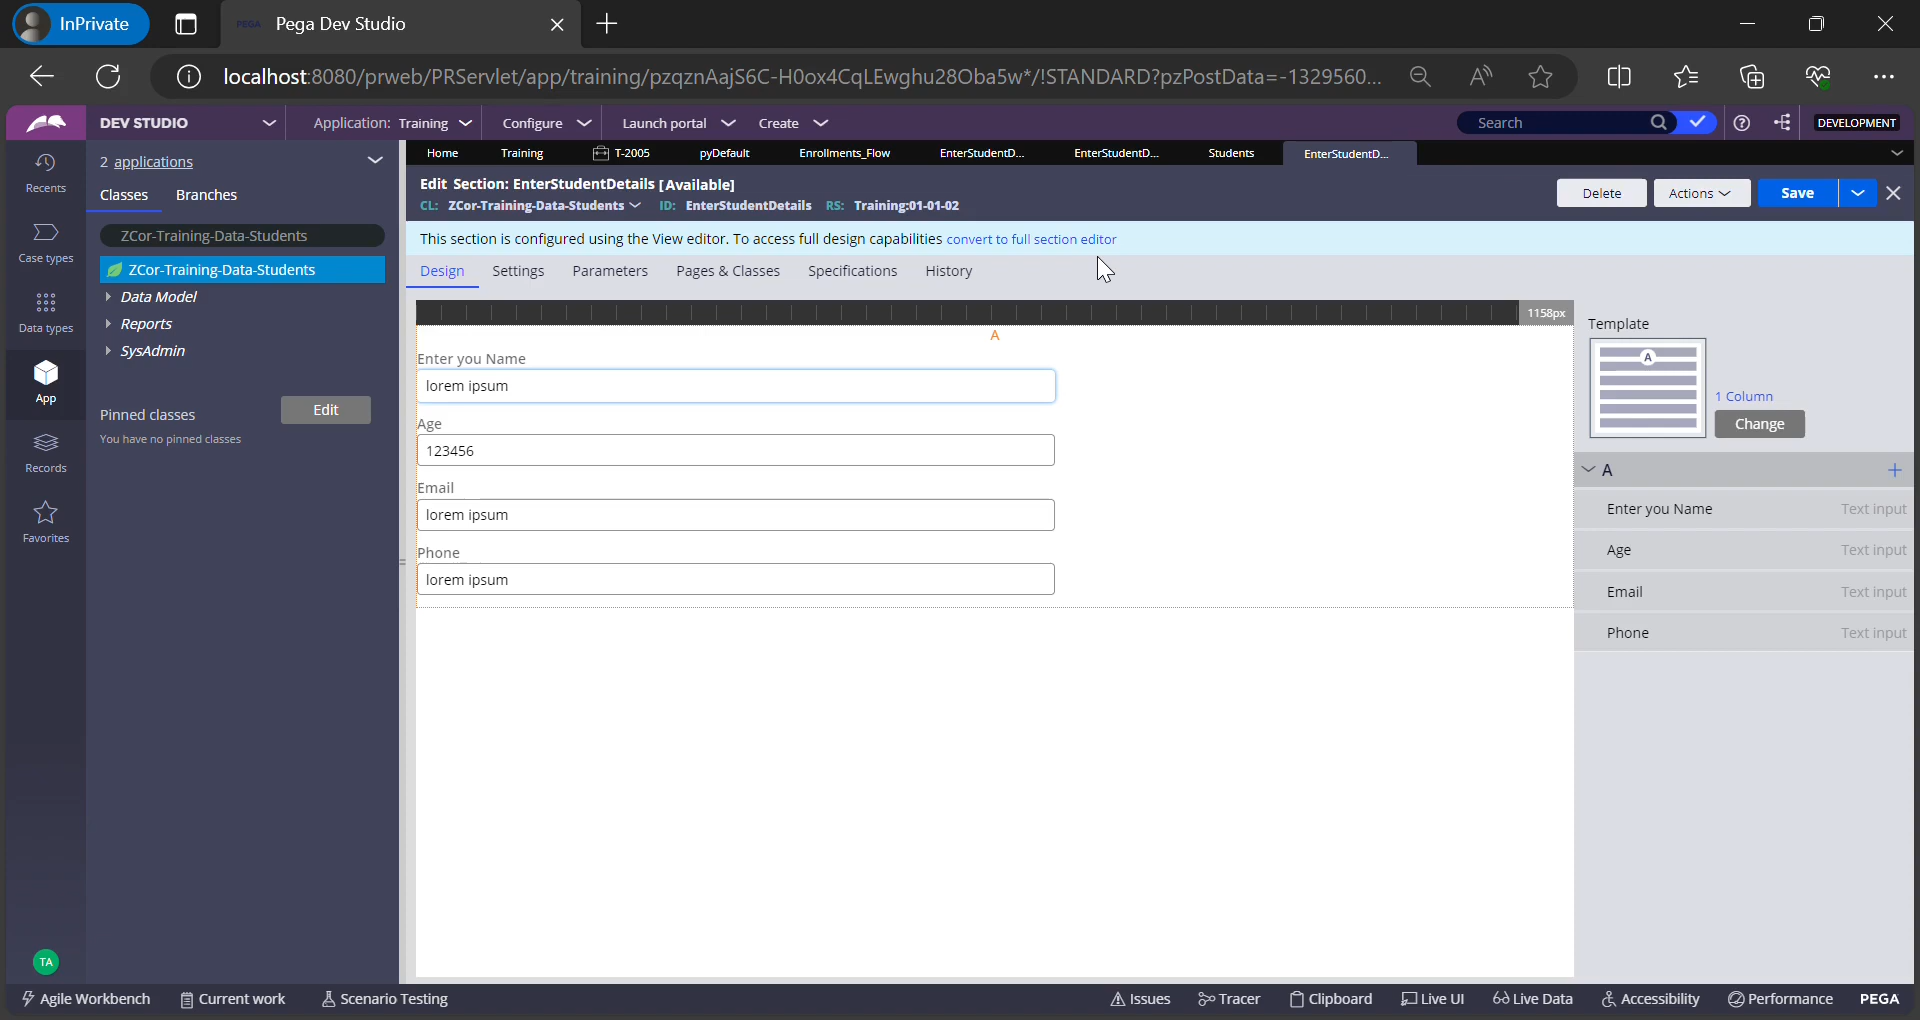 InPrivate
PEGA Pega Dev Studio
localhost:8080/prweb/PRServlet/app/training/pzqznAajS6C-H0ox4CqLEwghu28Oba5w*/!STANDARD?pzPostData=-1329560...
DEV STUDIO
Application: Training
Configure
Launch portal
Create
Search
DEVELOPMENT
Recents
Case types
Data types
App
Records
Favorites
TA
2 applications
Classes Branches
ZCor-Training-Data-Students
ZCor-Training-Data-Students
Data Model
Reports
SysAdmin
Pinned classes
Edit
You have no pinned classes
Home Training T-2005 pyDefault Enrollments_Flow EnterStudentD... EnterStudentD... Students EnterStudentD...
Edit Section: EnterStudentDetails [Available]
CL: ZCor-Training-Data-Students ID: EnterStudentDetails RS: Training:01-01-02
Delete Actions Save
This section is configured using the View editor. To access full design capabilities convert to full section editor
Design Settings Parameters Pages & Classes Specifications History
1158px
A
Enter you Name
lorem ipsum
Age
123456
Email
lorem ipsum
Phone
lorem ipsum
Template
A
1 Column
Change
A
Enter you Name Text input
Age Text input
Email Text input
Phone Text input
Agile Workbench Current work Scenario Testing Issues Tracer Clipboard Live UI Live Data Accessibility Performance PEGA